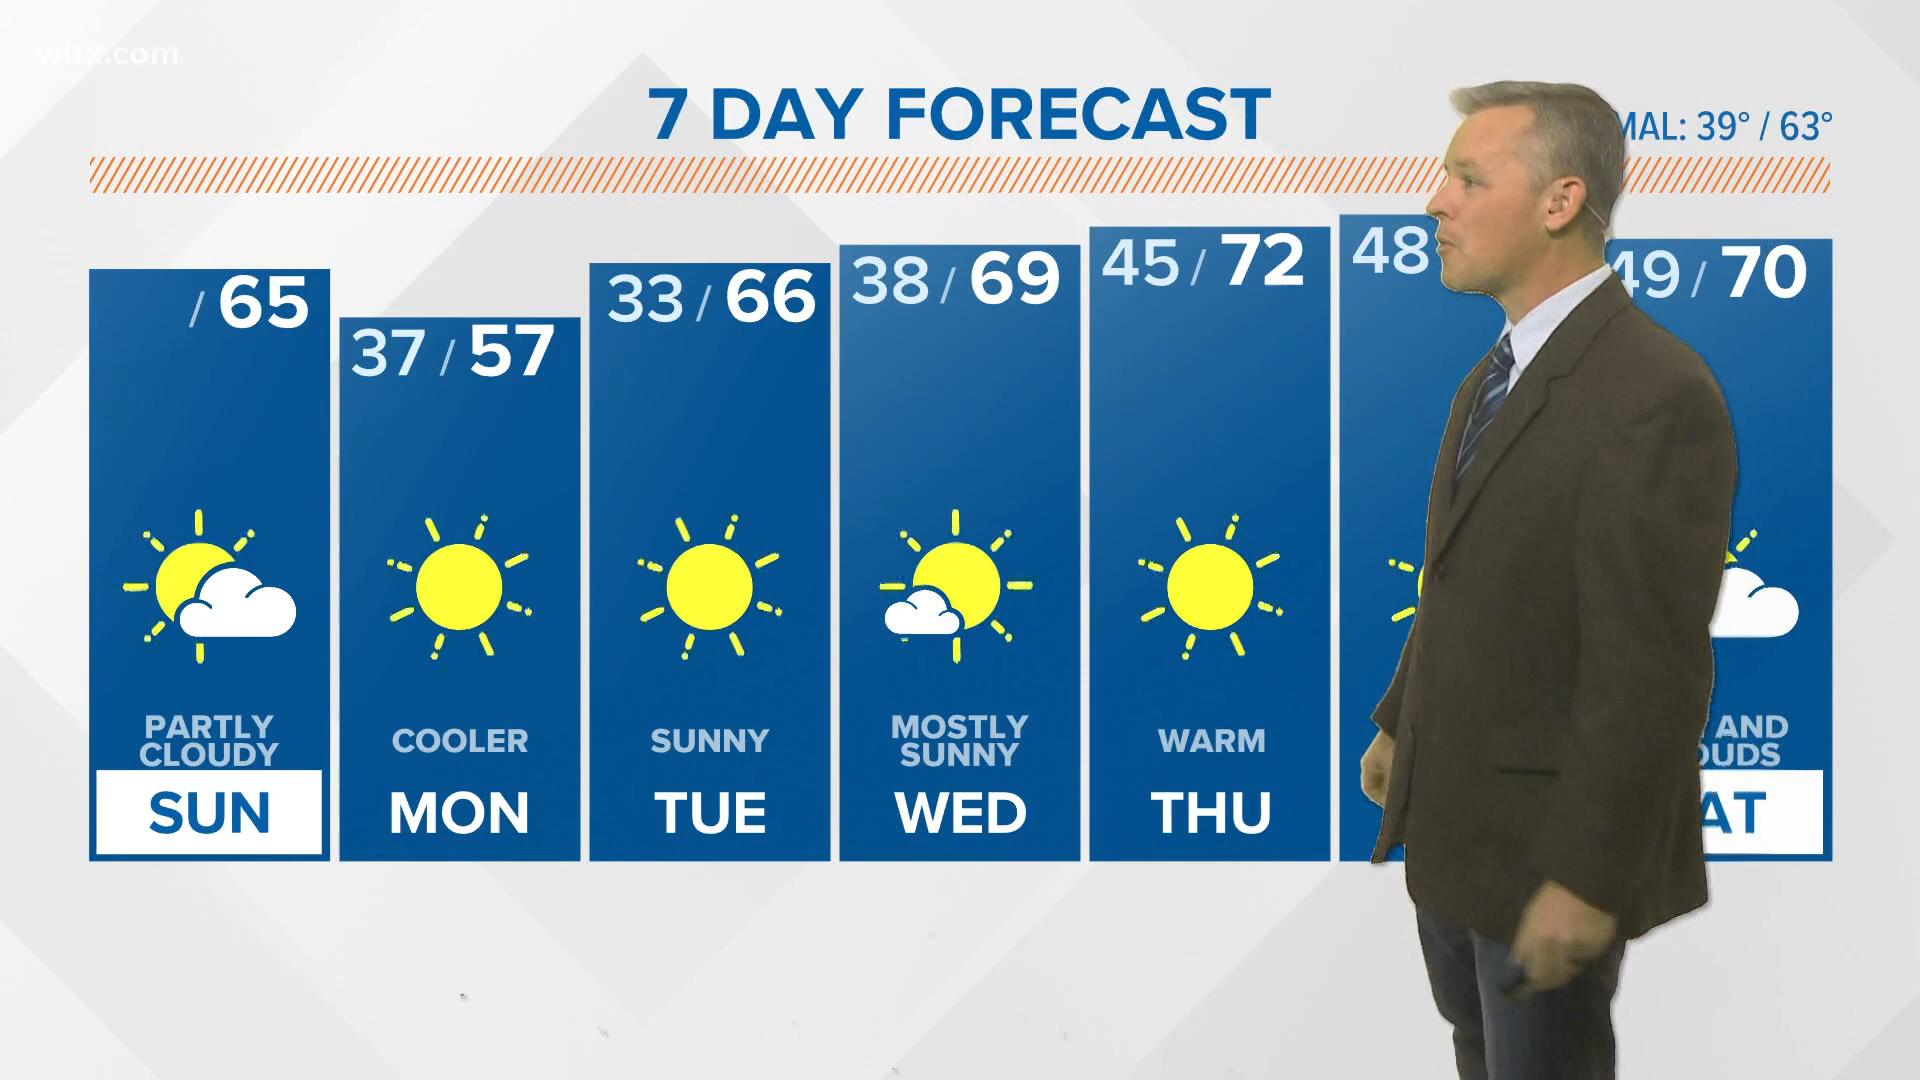 wltx.com
7 DAY FORECAST
MAL: 39° / 63°
/ 65
37 / 57
33 / 66
38 / 69
45 / 72
48
49 / 70
PARTLY
CLOUDY
COOLER
SUNNY
MOSTLY
SUNNY
WARM
AND
OUDS
SUN
MON
TUE
WED
THU
AT